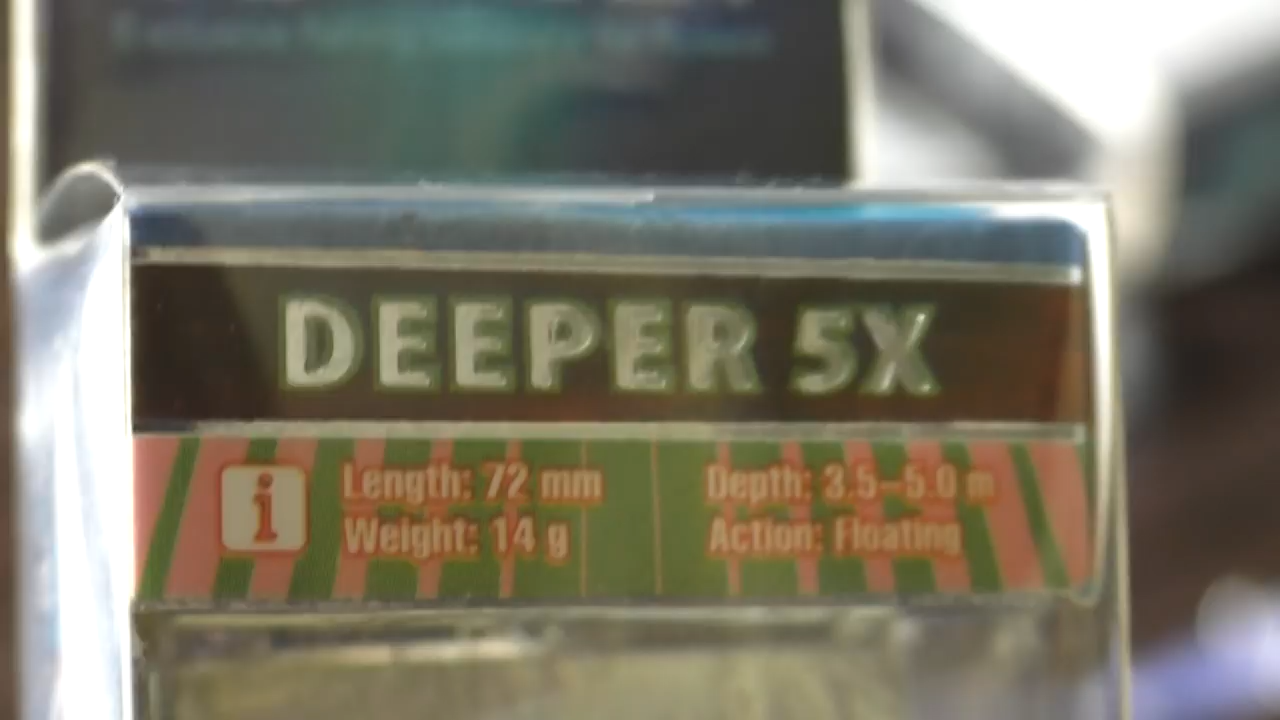 DEEPER 5X
i
Length: 72 mm
Weight: 14 g
Depth: 3.5–5.0 m
Action: Floating